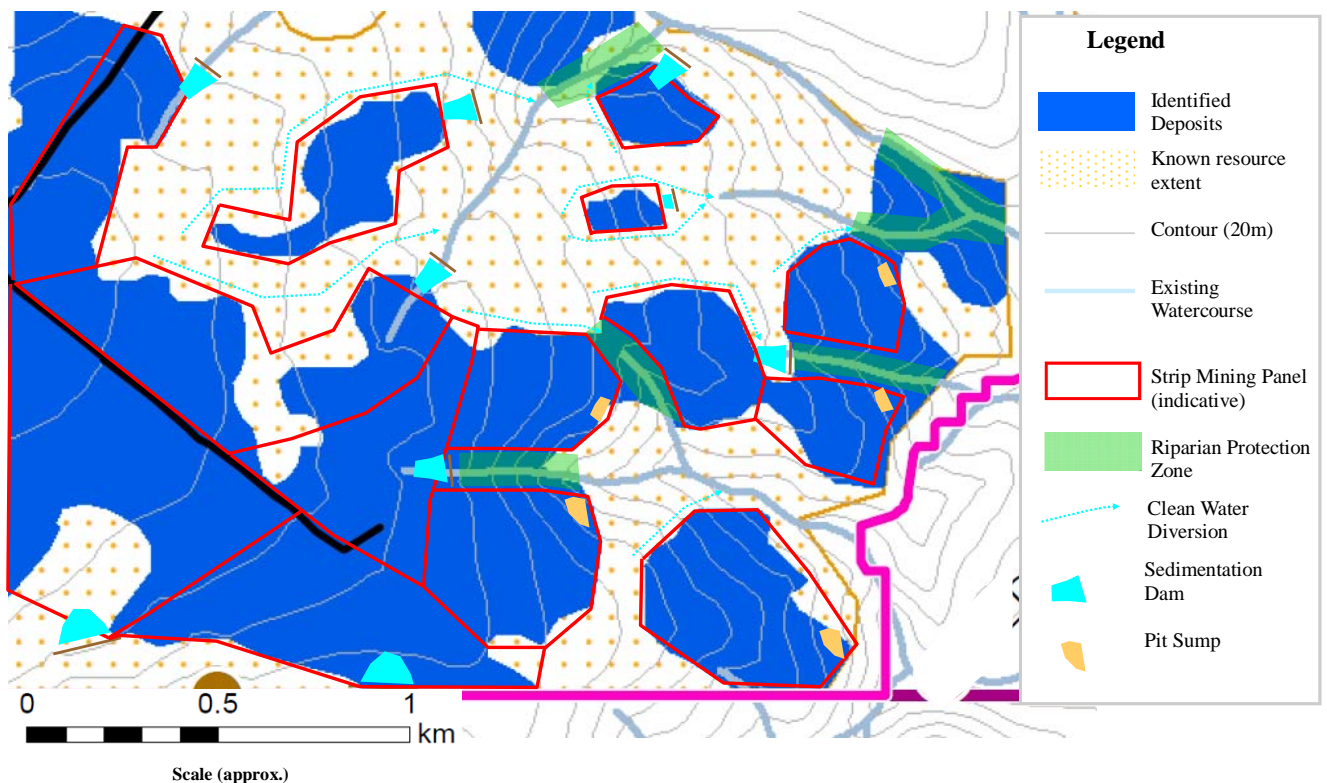 Legend
Identified
Deposits
Known resource
extent
Contour (20m)
Existing
Watercourse
Strip Mining Panel
(indicative)
Riparian Protection
Zone
Clean Water
Diversion
Sedimentation
Dam
Pit Sump
0 0.5 1
km
Scale (approx.)